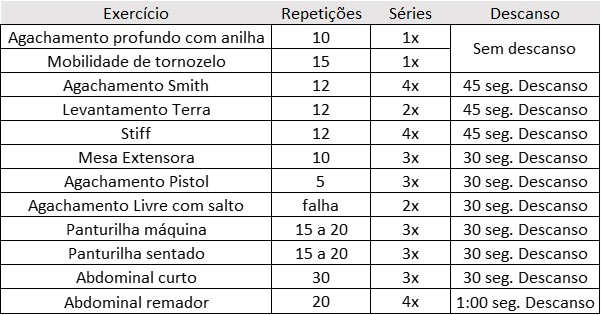 Exercício Repetições Séries Descanso
Agachamento profundo com anilha 10 1x Sem descanso
Mobilidade de tornozelo 15 1x
Agachamento Smith 12 4x 45 seg. Descanso
Levantamento Terra 12 2x 45 seg. Descanso
Stiff 12 4x 45 seg. Descanso
Mesa Extensora 10 3x 30 seg. Descanso
Agachamento Pistol 5 3x 30 seg. Descanso
Agachamento Livre com salto falha 2x 30 seg. Descanso
Panturilha máquina 15 a 20 3x 30 seg. Descanso
Panturilha sentado 15 a 20 3x 30 seg. Descanso
Abdominal curto 30 3x 30 seg. Descanso
Abdominal remador 20 4x 1:00 seg. Descanso